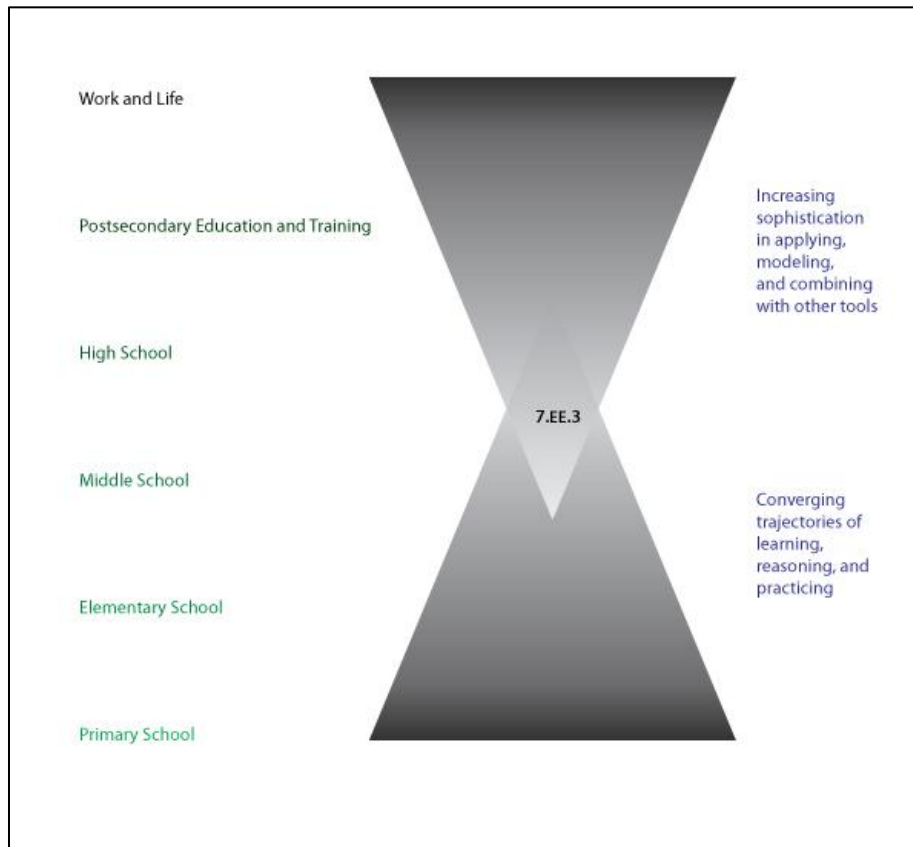 Work and Life
Postsecondary Education and Training
High School
Middle School
Elementary School
Primary School
7.EE.3
Increasing
sophistication
in applying,
modeling,
and combining
with other tools
Converging
trajectories of
learning,
reasoning, and
practicing